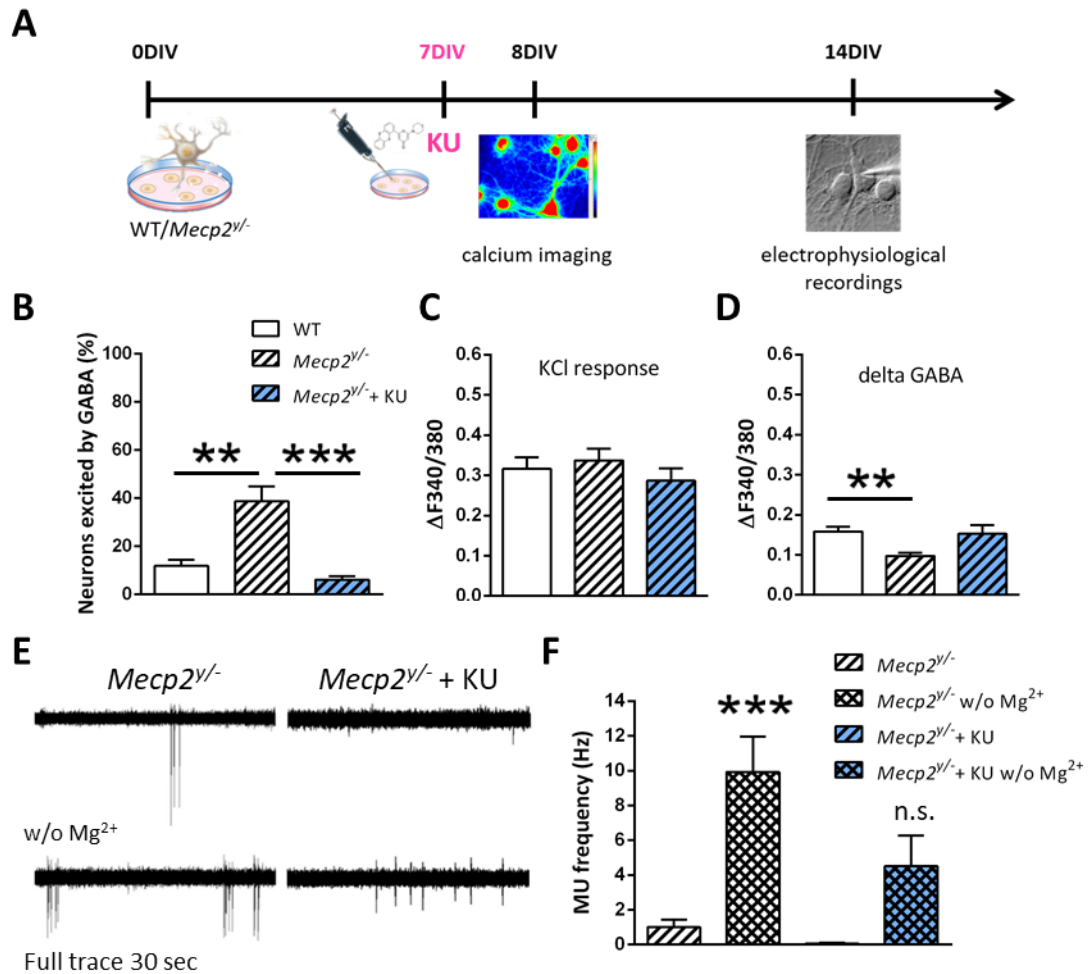 A
0DIV
7DIV
8DIV
14DIV
KU
WT/Mecp2y/-
calcium imaging
electrophysiological
recordings
B
WT
Mecp2y/-
Mecp2y/- + KU
Neurons excited by GABA (%)
100
80
60
40
20
0
**
***
C
KCl response
ΔF340/380
0.6
0.5
0.4
0.3
0.2
0.1
0.0
D
delta GABA
ΔF340/380
0.6
0.5
0.4
0.3
0.2
0.1
0.0
**
E
Mecp2y/-
Mecp2y/- + KU
w/o Mg2+
Full trace 30 sec
F
Mecp2y/-
Mecp2y/- w/o Mg2+
Mecp2y/- + KU
Mecp2y/- + KU w/o Mg2+
MU frequency (Hz)
14
12
10
8
6
4
2
0
***
n.s.